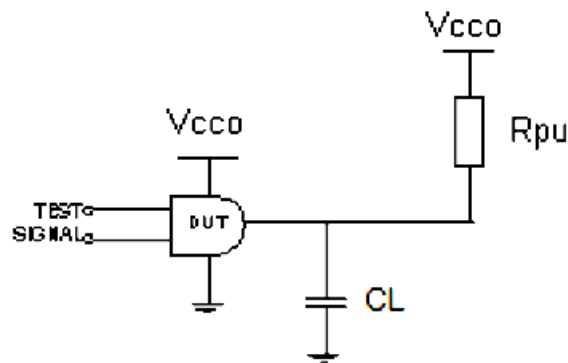 Vcco
Rpu
Vcco
TEST
DUT
SIGNAL
CL